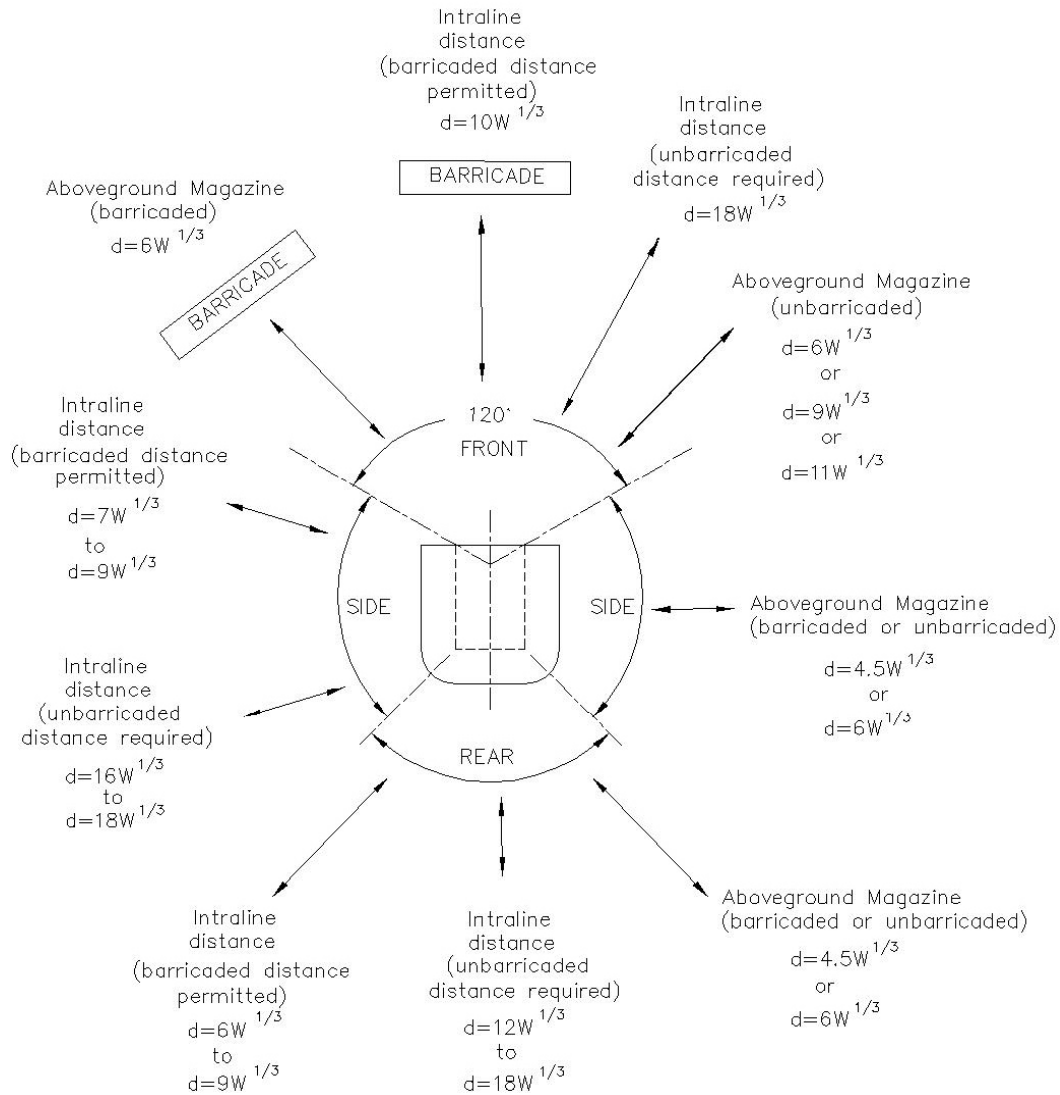 Intraline
distance
(barricaded distance
permitted)
d=10W 1/3
BARRICADE
Intraline
distance
(unbarricaded
distance required)
d=18W 1/3
Aboveground Magazine
(barricaded)
d=6W 1/3
BARRICADE
Aboveground Magazine
(unbarricaded)
d=6W 1/3
or
d=9W 1/3
or
d=11W 1/3
120°
FRONT
Intraline
distance
(barricaded distance
permitted)
d=7W 1/3
to
d=9W 1/3
SIDE
SIDE
Aboveground Magazine
(barricaded or unbarricaded)
d=4.5W 1/3
or
d=6W 1/3
Intraline
distance
(unbarricaded
distance required)
d=16W 1/3
to
d=18W 1/3
REAR
Intraline
distance
(barricaded distance
permitted)
d=6W 1/3
to
d=9W 1/3
Intraline
distance
(unbarricaded
distance required)
d=12W 1/3
to
d=18W 1/3
Aboveground Magazine
(barricaded or unbarricaded)
d=4.5W 1/3
or
d=6W 1/3